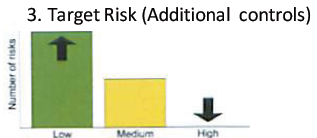 3. Target Risk (Additional controls)
Number of risks
Low Medium High